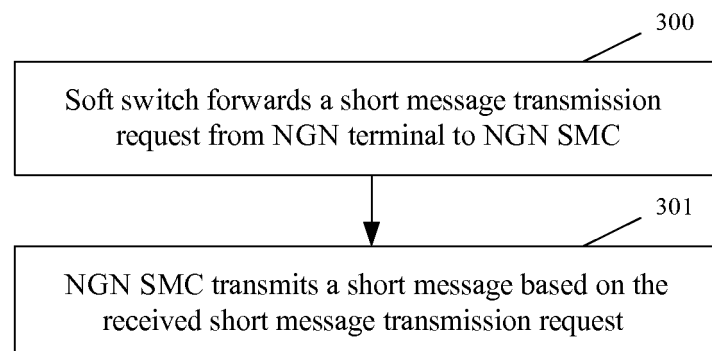 300
Soft switch forwards a short message transmission
request from NGN terminal to NGN SMC
301
NGN SMC transmits a short message based on the
received short message transmission request